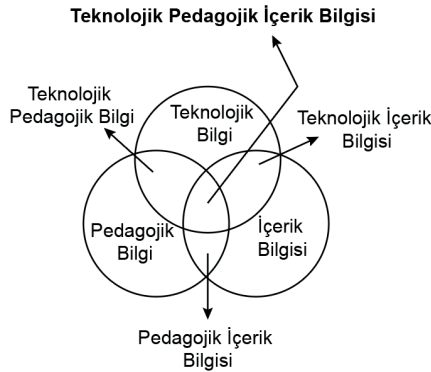 Teknolojik Pedagojik İçerik Bilgisi
Teknolojik
Pedagojik Bilgi
Teknolojik
Bilgi
Teknolojik İçerik
Bilgisi
Pedagojik
Bilgi
İçerik
Bilgisi
Pedagojik İçerik
Bilgisi